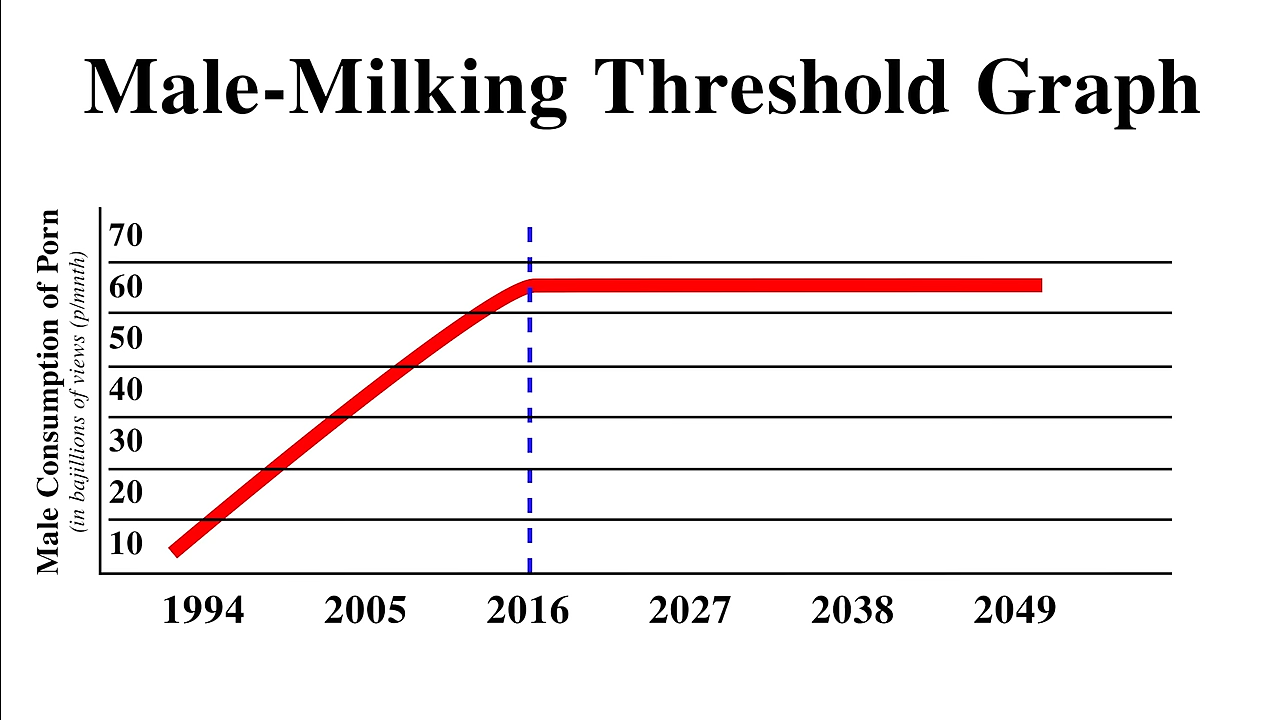 Male-Milking Threshold Graph
Male Consumption of Porn
(in bajillions of views (p/mnth)
70
60
50
40
30
20
10
1994 2005 2016 2027 2038 2049